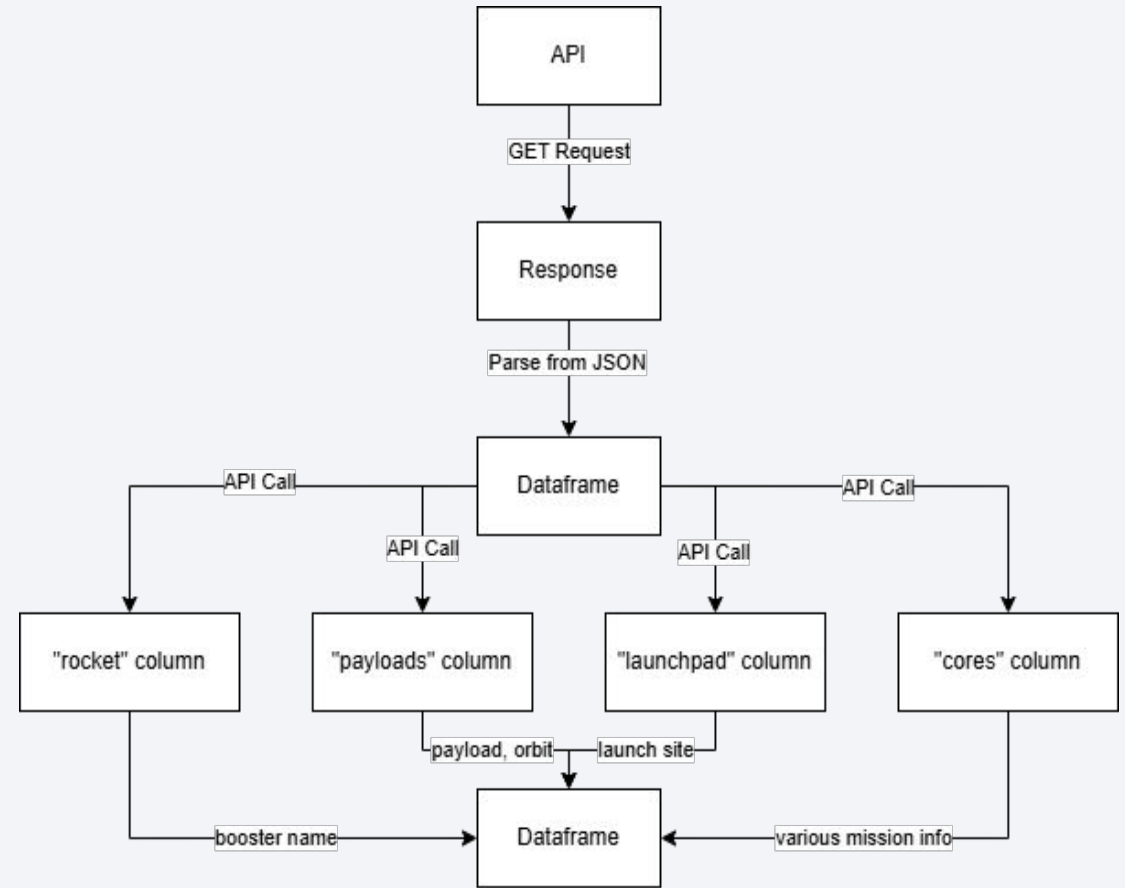 API
GET Request
Response
Parse from JSON
Dataframe
API Call
API Call
API Call
API Call
"rocket" column
"payloads" column
"launchpad" column
"cores" column
payload, orbit
launch site
booster name
Dataframe
various mission info